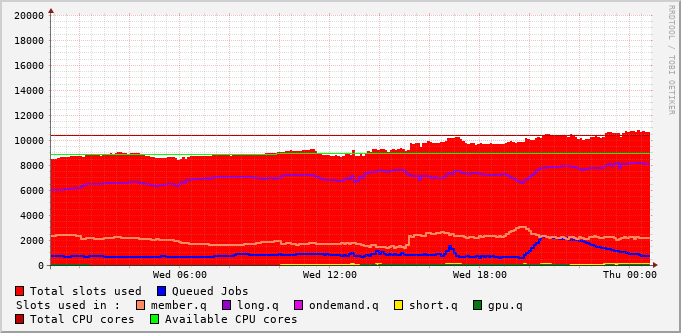 20000
18000
16000
14000
12000
10000
8000
6000
4000
2000
0
Wed 06:00 Wed 12:00 Wed 18:00 Thu 00:00
Total slots used Queued Jobs
Slots used in : member.q long.q ondemand.q short.q gpu.q
Total CPU cores Available CPU cores
RRDTOOL / TOBI OETIKER